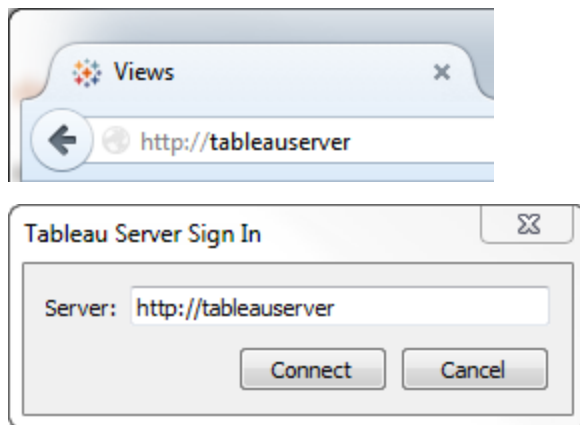 Views
http://tableauserver
Tableau Server Sign In
Server: http://tableauserver
Connect Cancel